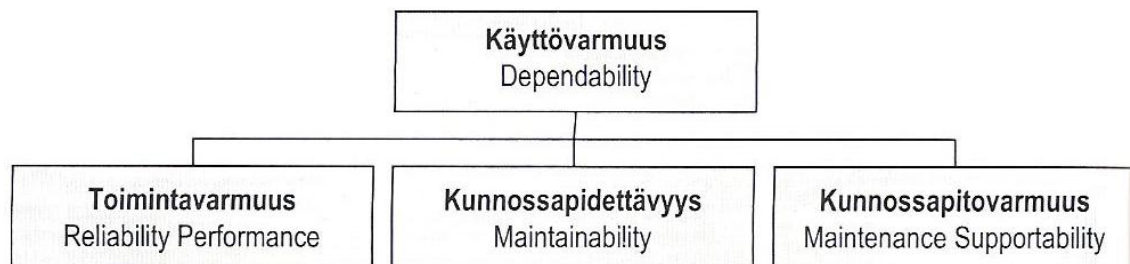 Käyttövarmuus
Dependability
Toimintavarmuus
Reliability Performance
Kunnossapidettävyys
Maintainability
Kunnossapitovarmuus
Maintenance Supportability